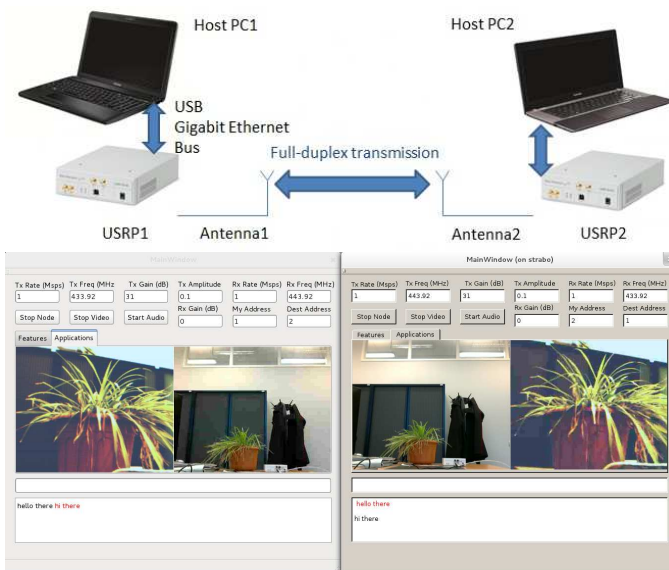 Host PC1
Host PC2
USB
Gigabit Ethernet
Bus
Full-duplex transmission
USRP1
Antenna1
Antenna2
USRP2
MainWindow
Tx Rate (Msps) Tx Freq (MHz Tx Gain (dB) Tx Amplitude Rx Rate (Msps) Rx Freq (MHz)
1 433.92 31 0.1 1 443.92
Rx Gain (dB) My Address Dest Address
Stop Node Stop Video Start Audio 0 1 2
Features Applications
hello there hi there
MainWindow (on strabo)
Tx Rate (Msps) Tx Freq (MHz) Tx Gain (dB) Tx Amplitude Rx Rate (Msps) Rx Freq (MHz)
1 443.92 31 0.1 1 433.92
Rx Gain (dB) My Address Dest Address
Stop Node Stop Video Start Audio 0 2 1
Features Applications
hello there
hi there